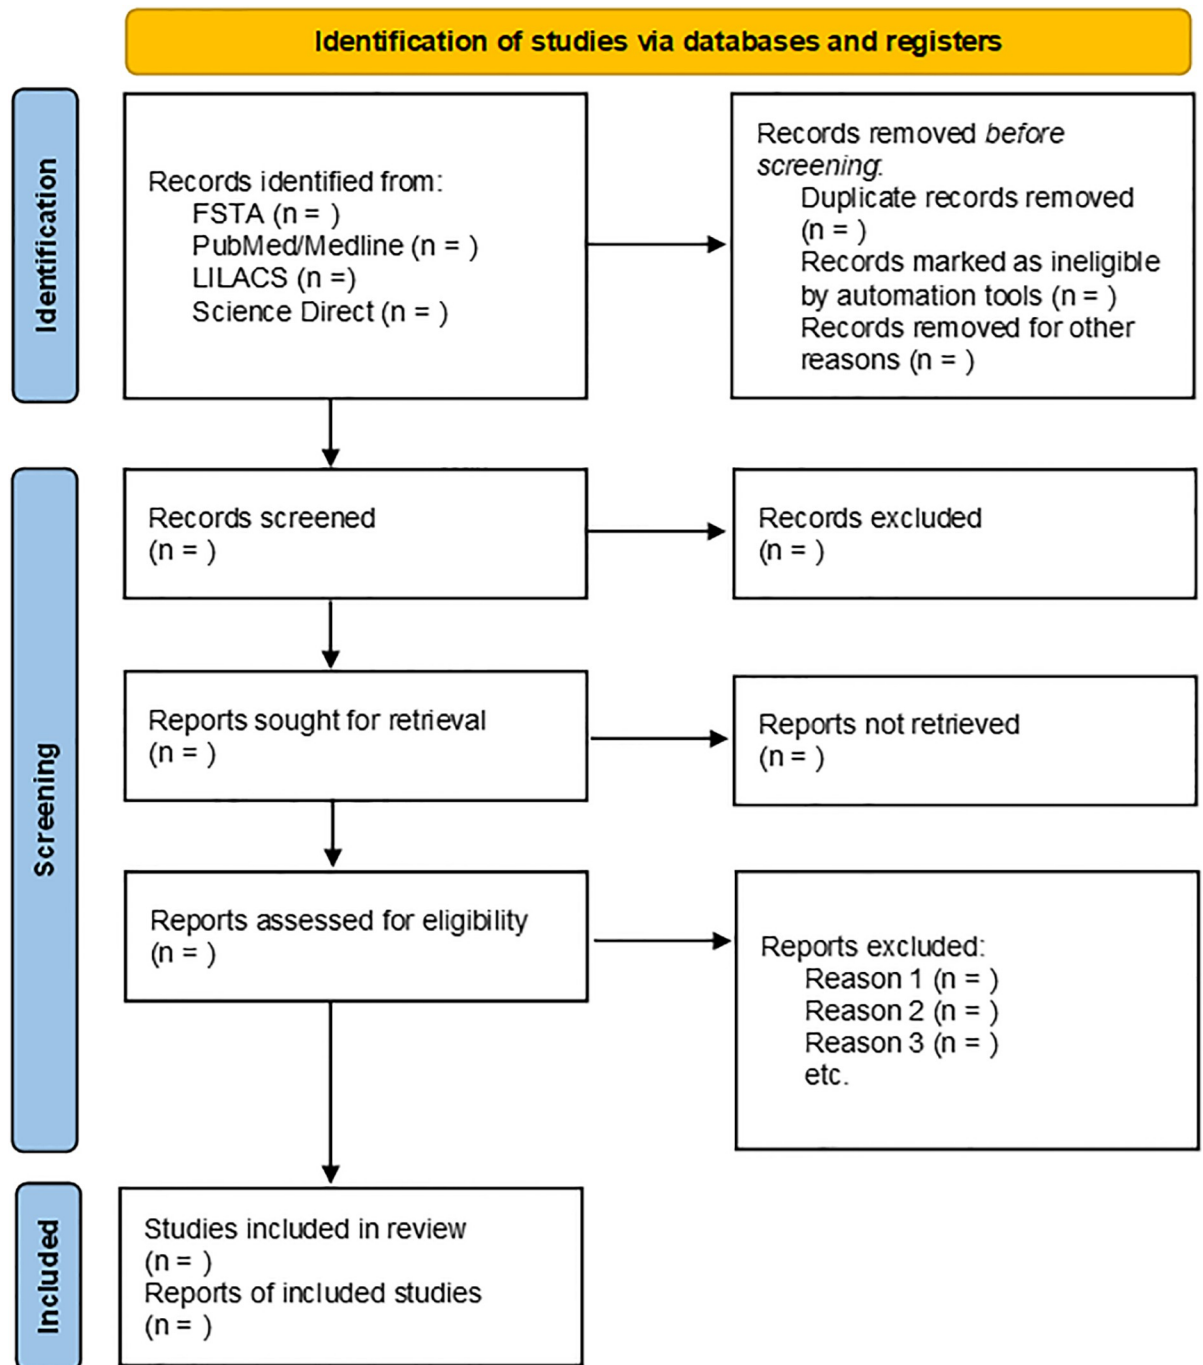 Identification of studies via databases and registers
Identification
Records identified from:
FSTA (n = )
PubMed/Medline (n = )
LILACS (n =)
Science Direct (n = )
Records removed before
screening:
Duplicate records removed
(n = )
Records marked as ineligible
by automation tools (n = )
Records removed for other
reasons (n = )
Screening
Records screened
(n = )
Records excluded
(n = )
Reports sought for retrieval
(n = )
Reports not retrieved
(n = )
Reports assessed for eligibility
(n = )
Reports excluded:
Reason 1 (n = )
Reason 2 (n = )
Reason 3 (n = )
etc.
Included
Studies included in review
(n = )
Reports of included studies
(n = )